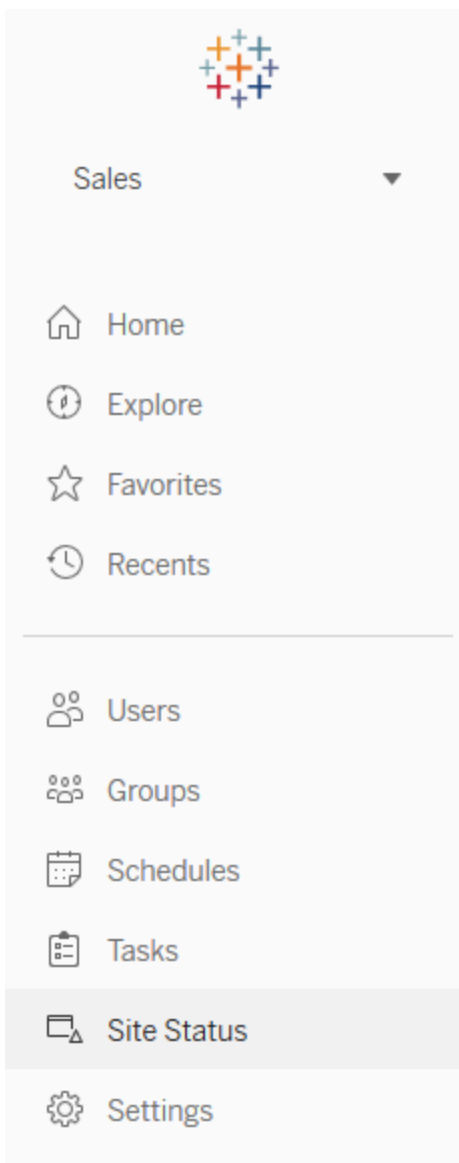 Sales
Home
Explore
Favorites
Recents
Users
Groups
Schedules
Tasks
Site Status
Settings